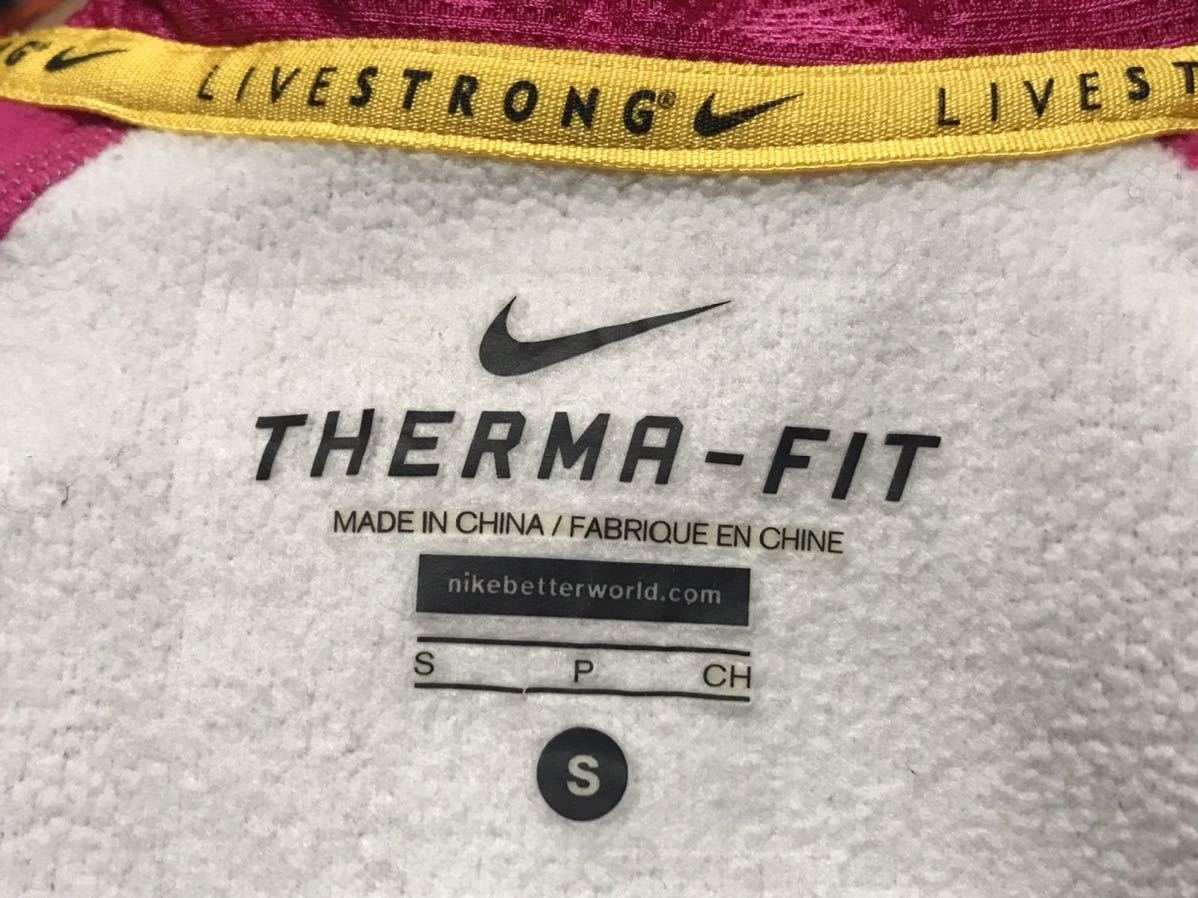 G LIVESTRONG® LIVEST
THERMA-FIT
MADE IN CHINA / FABRIQUE EN CHINE
nikebetterworld.com
S P CH
S